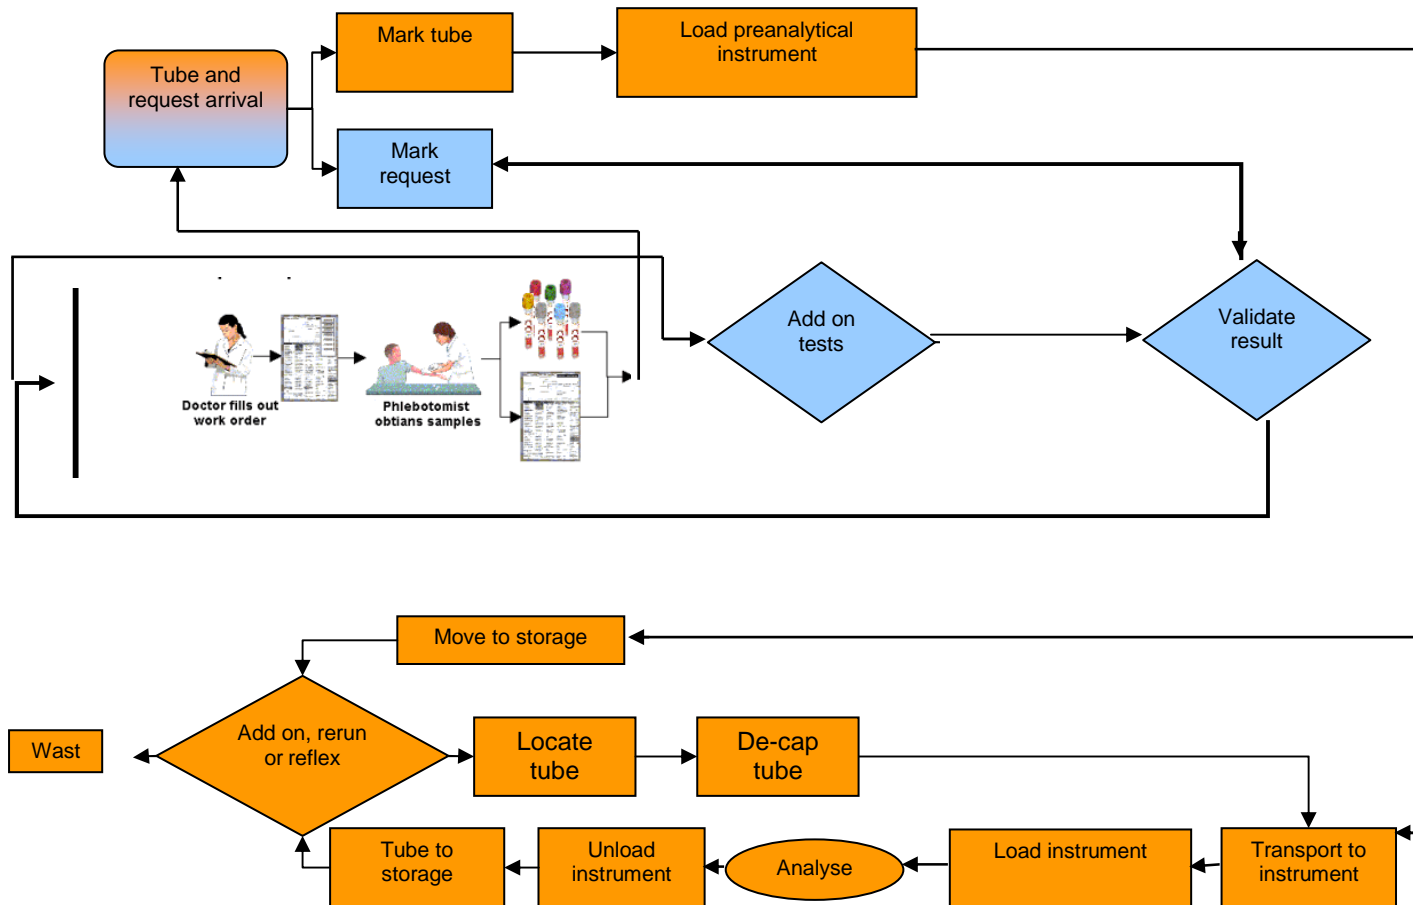 Mark tube
Load preanalytical
instrument
Tube and
request arrival
Mark
request
Add on
tests
Validate
result
Doctor fills out
work order
Phlebotomist
obtians samples
Move to storage
Wast
Add on, rerun
or reflex
Locate
tube
De-cap
tube
Tube to
storage
Unload
instrument
Analyse
Load instrument
Transport to
instrument